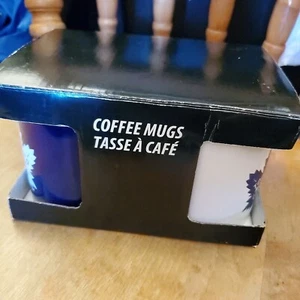 COFFEE MUGS
TASSE À CAFÉ